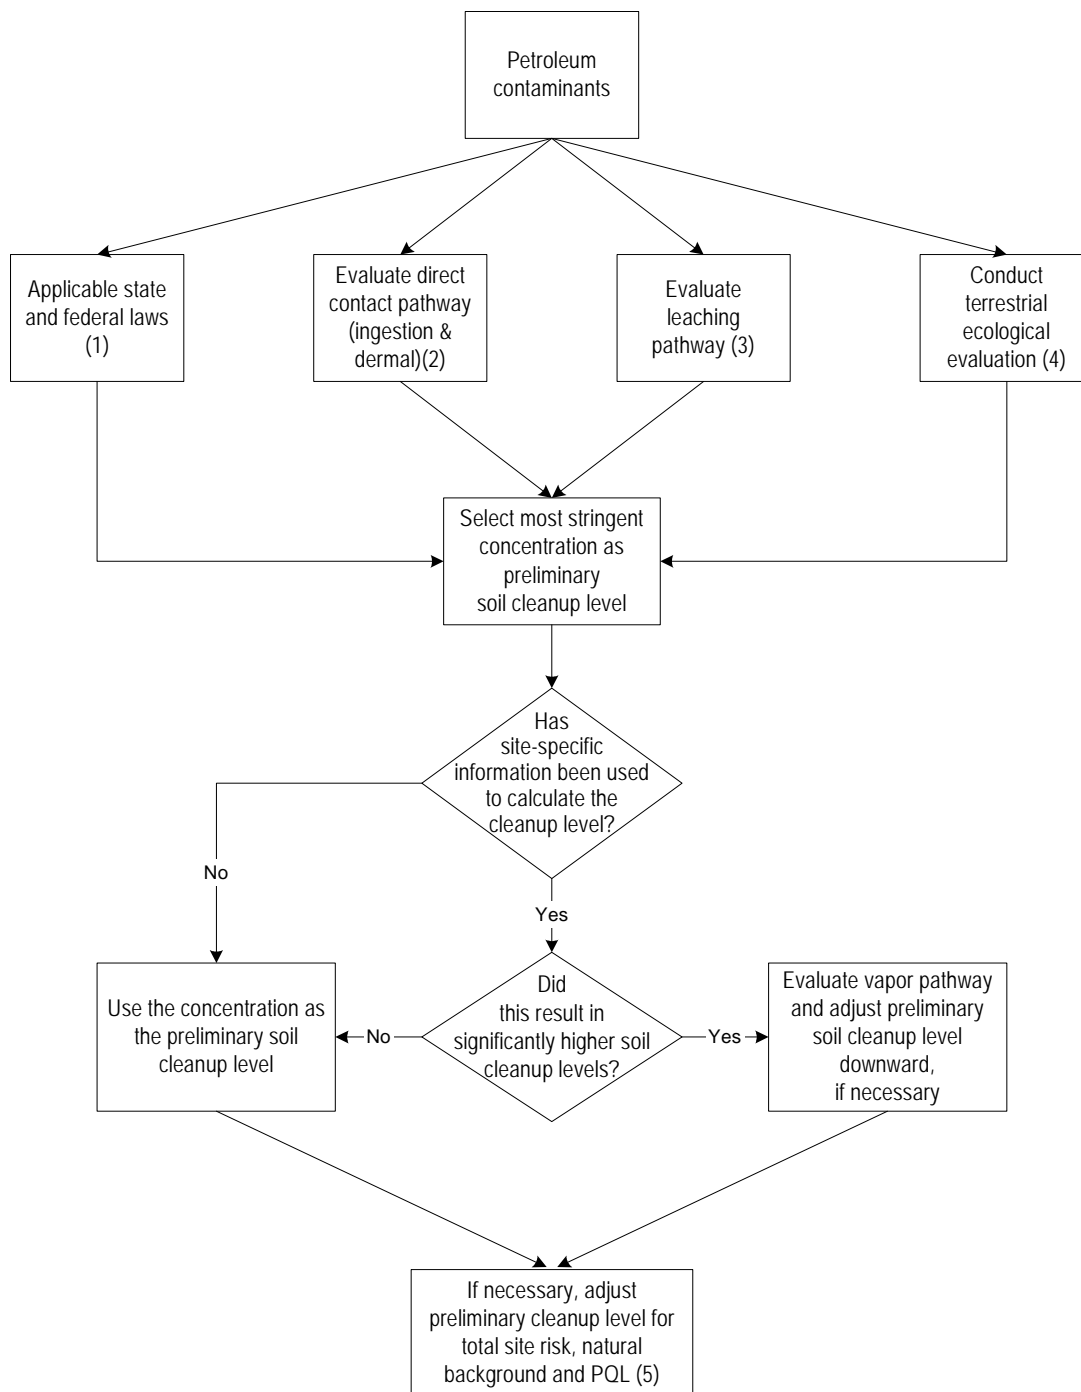 Petroleum
contaminants
Applicable state
and federal laws
(1)
Evaluate direct
contact pathway
(ingestion &
dermal)(2)
Evaluate
leaching
pathway (3)
Conduct
terrestrial
ecological
evaluation (4)
Select most stringent
concentration as
preliminary
soil cleanup level
Has
site-specific
information been used
to calculate the
cleanup level?
No
Yes
Use the concentration as
the preliminary soil
cleanup level
No
Did
this result in
significantly higher soil
cleanup levels?
Yes
Evaluate vapor pathway
and adjust preliminary
soil cleanup level
downward,
if necessary
If necessary, adjust
preliminary cleanup level for
total site risk, natural
background and PQL (5)